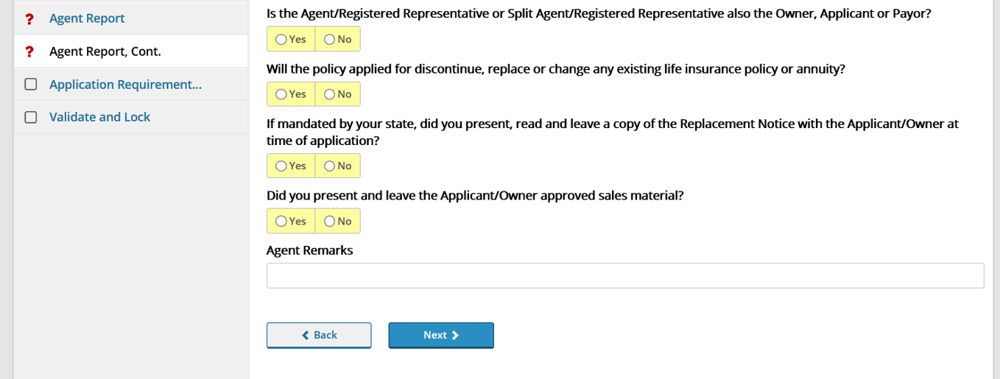 Agent Report
Agent Report, Cont.
Application Requirement...
Validate and Lock
Is the Agent/Registered Representative or Split Agent/Registered Representative also the Owner, Applicant or Payor?
Yes No
Will the policy applied for discontinue, replace or change any existing life insurance policy or annuity?
Yes No
If mandated by your state, did you present, read and leave a copy of the Replacement Notice with the Applicant/Owner at
time of application?
Yes No
Did you present and leave the Applicant/Owner approved sales material?
Yes No
Agent Remarks
Back Next